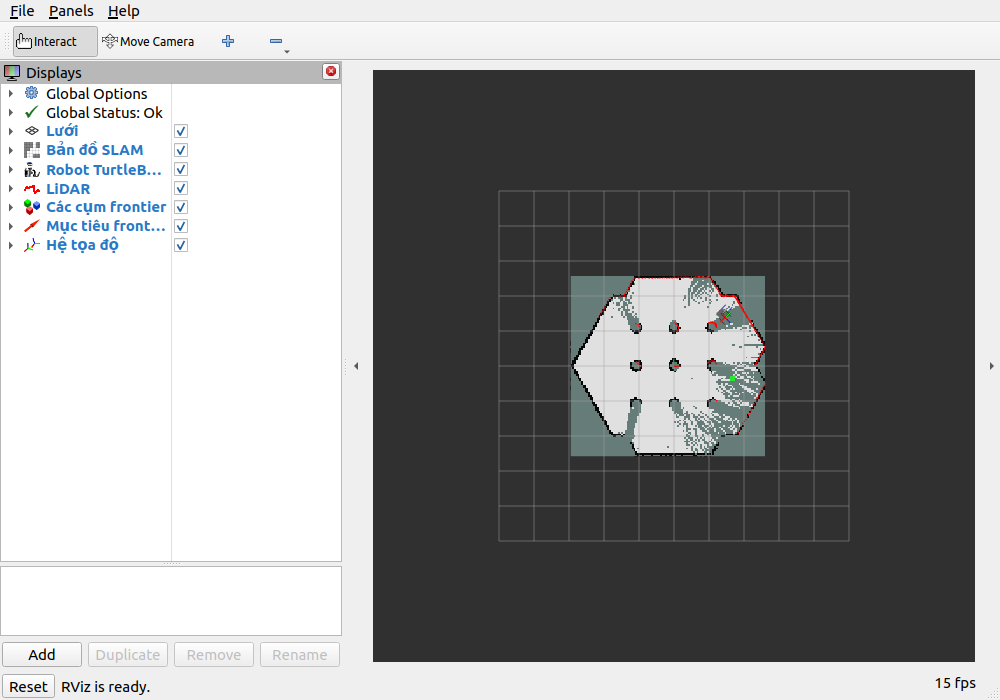 File Panels Help
Interact Move Camera
Displays
Global Options
Global Status: Ok
Lưới
Bản đồ SLAM
Robot TurtleB...
LiDAR
Các cụm frontier
Mục tiêu front...
Hệ tọa độ
Add Duplicate Remove Rename
Reset RViz is ready. 15 fps